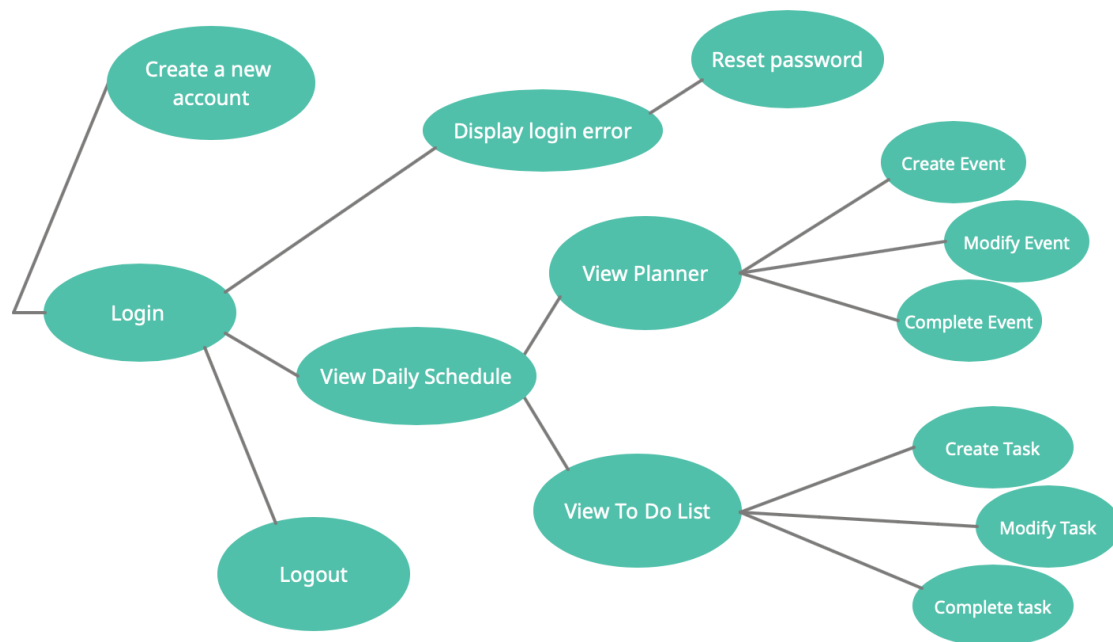 Create a new
account
Reset password
Display login error
Create Event
Modify Event
View Planner
Login
Complete Event
View Daily Schedule
Create Task
View To Do List
Modify Task
Logout
Complete task